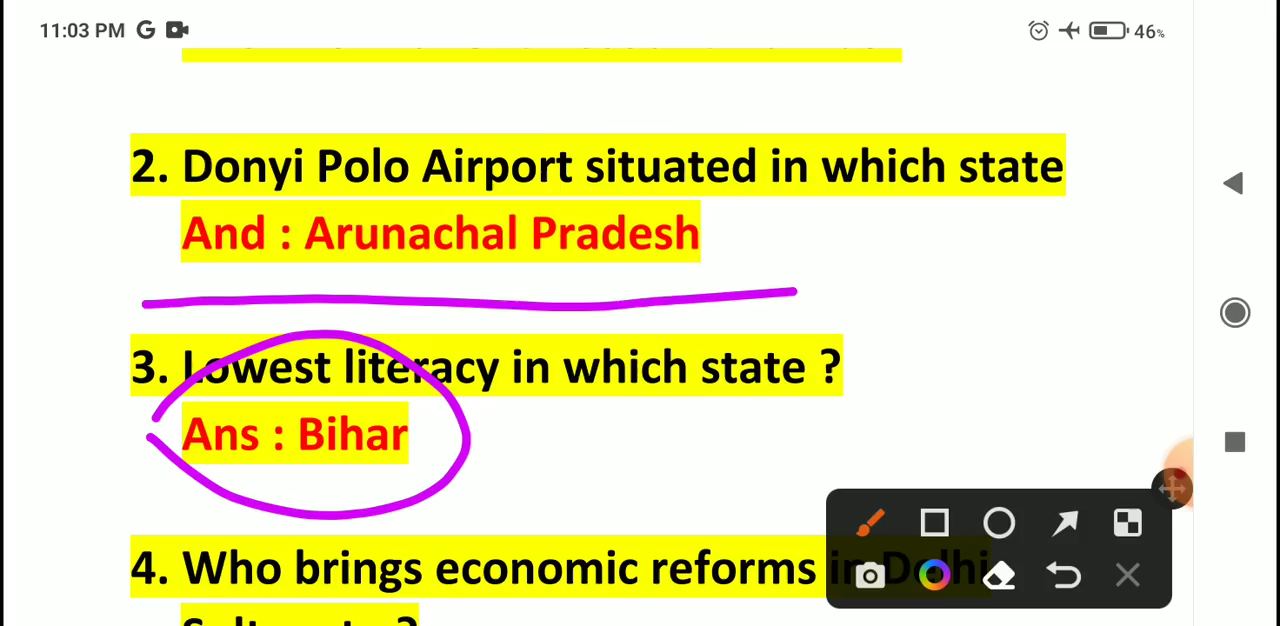 11:03 PM G 46%
2. Donyi Polo Airport situated in which state
And : Arunachal Pradesh
3. Lowest literacy in which state ?
Ans : Bihar
4. Who brings economic reforms in Delhi